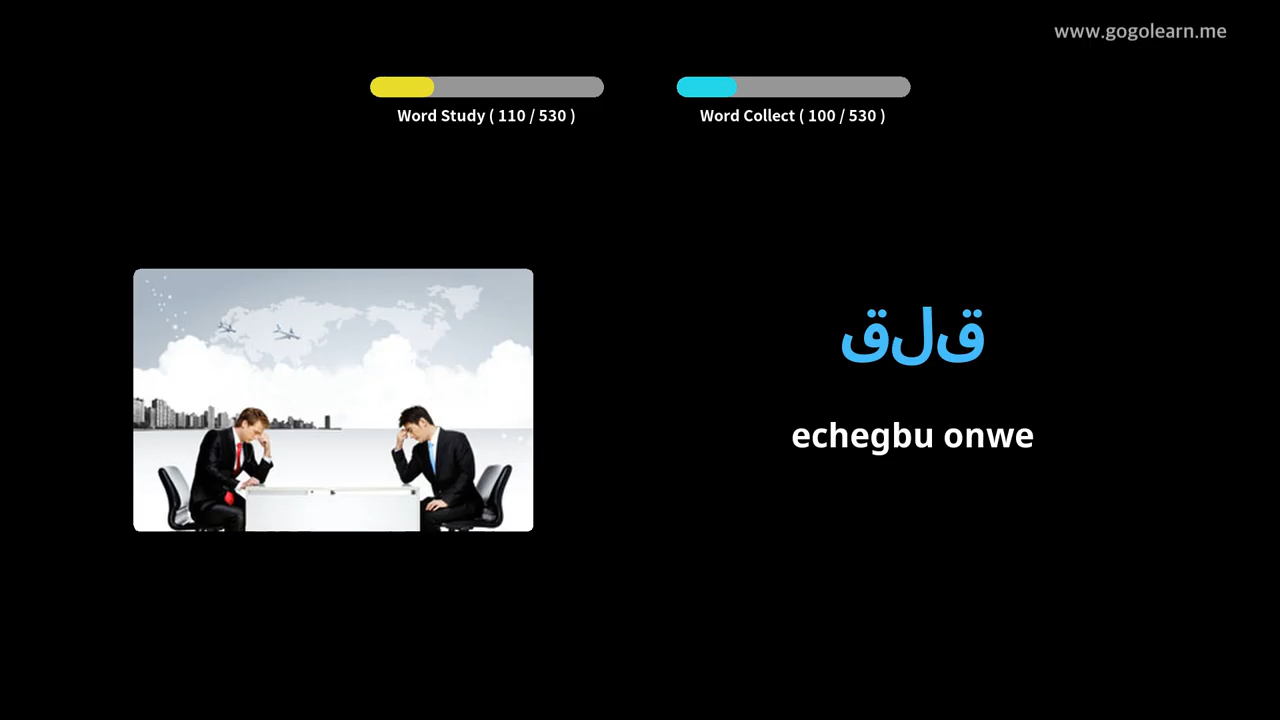 www.gogolearn.me
Word Study ( 110 / 530 )
Word Collect ( 100 / 530 )
ﻕﻝﻕ
echegbu onwe